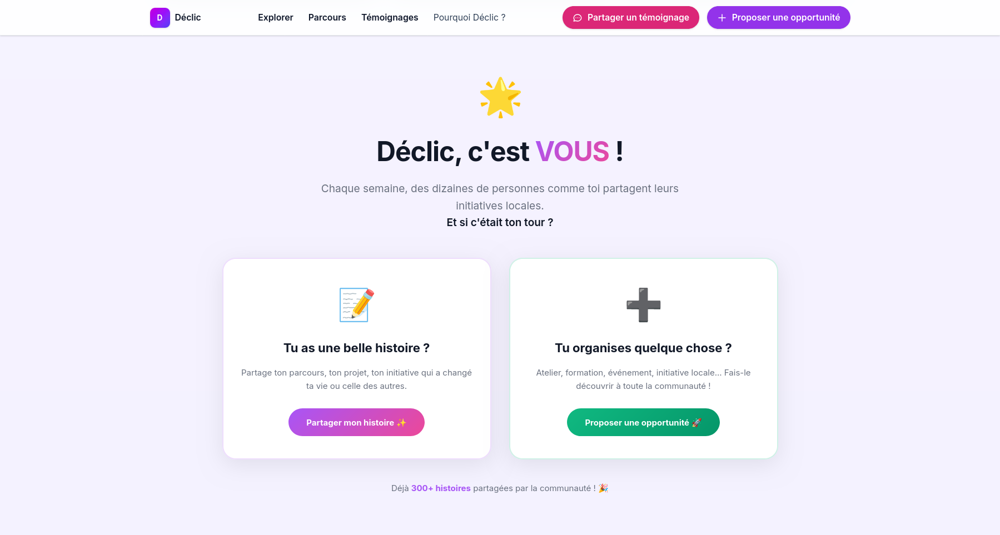 D Déclic Explorer Parcours Témoignages Pourquoi Déclic ? Partager un témoignage Proposer une opportunité
Déclic, c'est VOUS !
Chaque semaine, des dizaines de personnes comme toi partagent leurs
initiatives locales.
Et si c'était ton tour ?
Tu as une belle histoire ?
Partage ton parcours, ton projet, ton initiative qui a changé
ta vie ou celle des autres.
Partager mon histoire ✨
Tu organises quelque chose ?
Atelier, formation, événement, initiative locale... Fais-le
découvrir à toute la communauté !
Proposer une opportunité 🚀
Déjà 300+ histoires partagées par la communauté ! 🎉